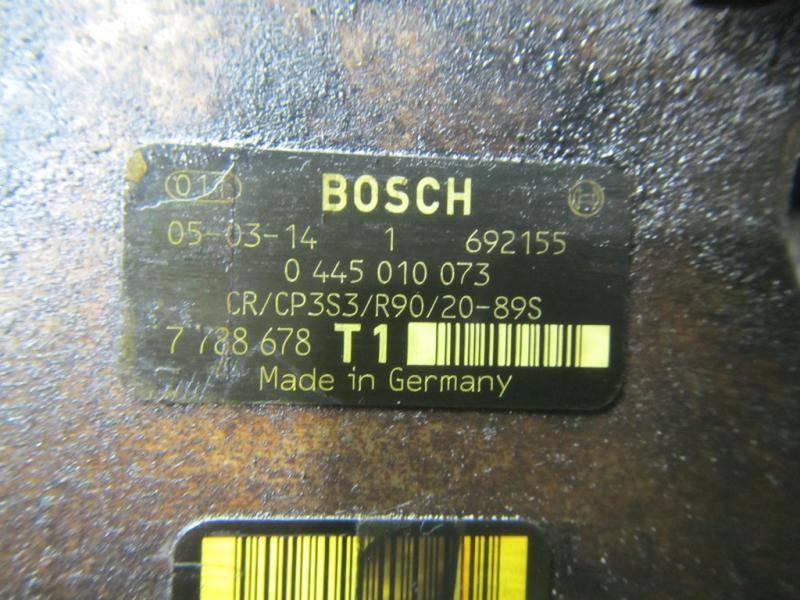 011 BOSCH
05-03-14 1 692155
0 445 010 073
CR/CP3S3/R90/20-89S
7 788 678 T1
Made in Germany